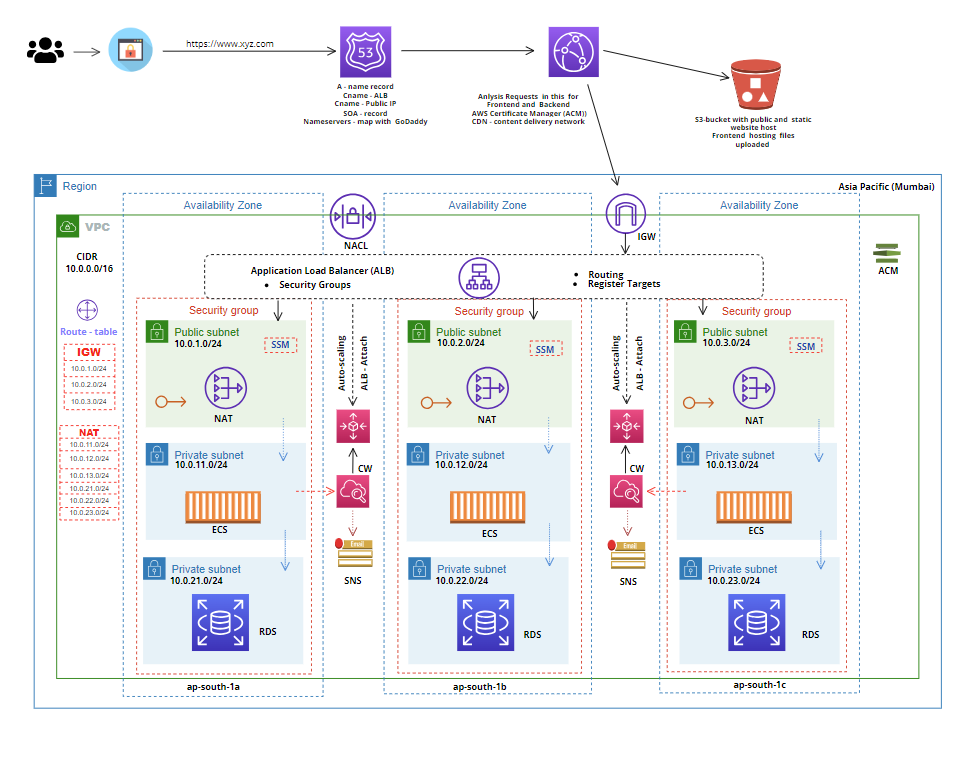 https://www.xyz.com
53
A - name record
Cname - ALB
Cname - Public IP
SOA - record
Nameservers - map with GoDaddy
Anlysis Requests in this for
Frontend and Backend
AWS Certificate Manager (ACM))
CDN - content delivery network
S3-bucket with public and static
website host
Frontend hosting files
uploaded
Region
Asia Pacific (Mumbai)
Availability Zone
Availability Zone
Availability Zone
VPC
NACL
IGW
CIDR
10.0.0.0/16
ACM
Application Load Balancer (ALB)
• Security Groups
• Routing
• Register Targets
Route - table
IGW
10.0.1.0/24
10.0.2.0/24
10.0.3.0/24
NAT
10.0.11.0/24
10.0.12.0/24
10.0.13.0/24
10.0.21.0/24
10.0.22.0/24
10.0.23.0/24
Security group
Public subnet
10.0.1.0/24
SSM
NAT
Private subnet
10.0.11.0/24
ECS
Private subnet
10.0.21.0/24
RDS
ap-south-1a
Auto-scaling
ALB - Attach
CW
Email
SNS
Security group
Public subnet
10.0.2.0/24
SSM
NAT
Private subnet
10.0.12.0/24
ECS
Private subnet
10.0.22.0/24
RDS
ap-south-1b
Auto-scaling
ALB - Attach
CW
Email
SNS
Security group
Public subnet
10.0.3.0/24
SSM
NAT
Private subnet
10.0.13.0/24
ECS
Private subnet
10.0.23.0/24
RDS
ap-south-1c